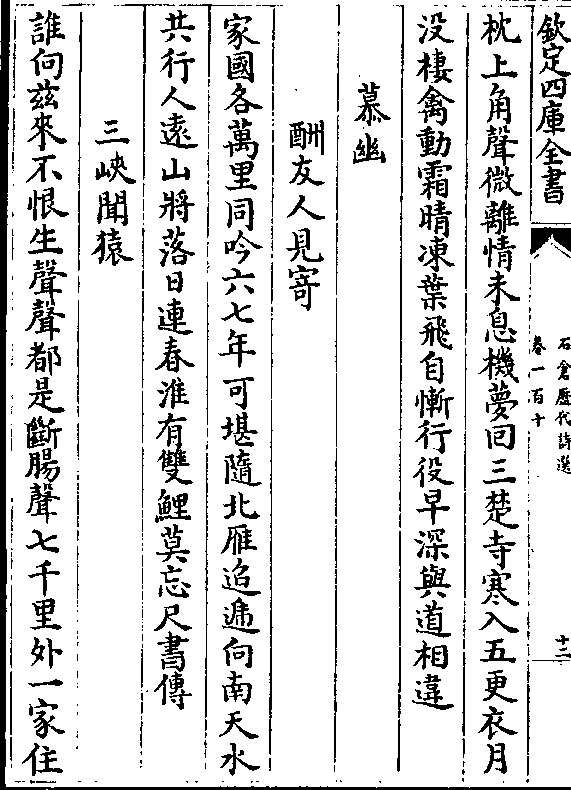 欽定四庫全書
石倉歷代詩選
卷一百十
十二
枕上角聲微離情未息機夢回三楚寺寒入五更衣月
没棲禽動霜晴凍葉飛自慚行役早深與道相違
慕幽
酬友人見寄
家國各萬里同吟六七年可堪隨北雁迢遞向南天水
共行人遠山將落日連春淮有雙鯉莫忘尺書傳
三峽聞猿
誰向兹來不恨生聲聲都是斷腸聲七千里外一家住